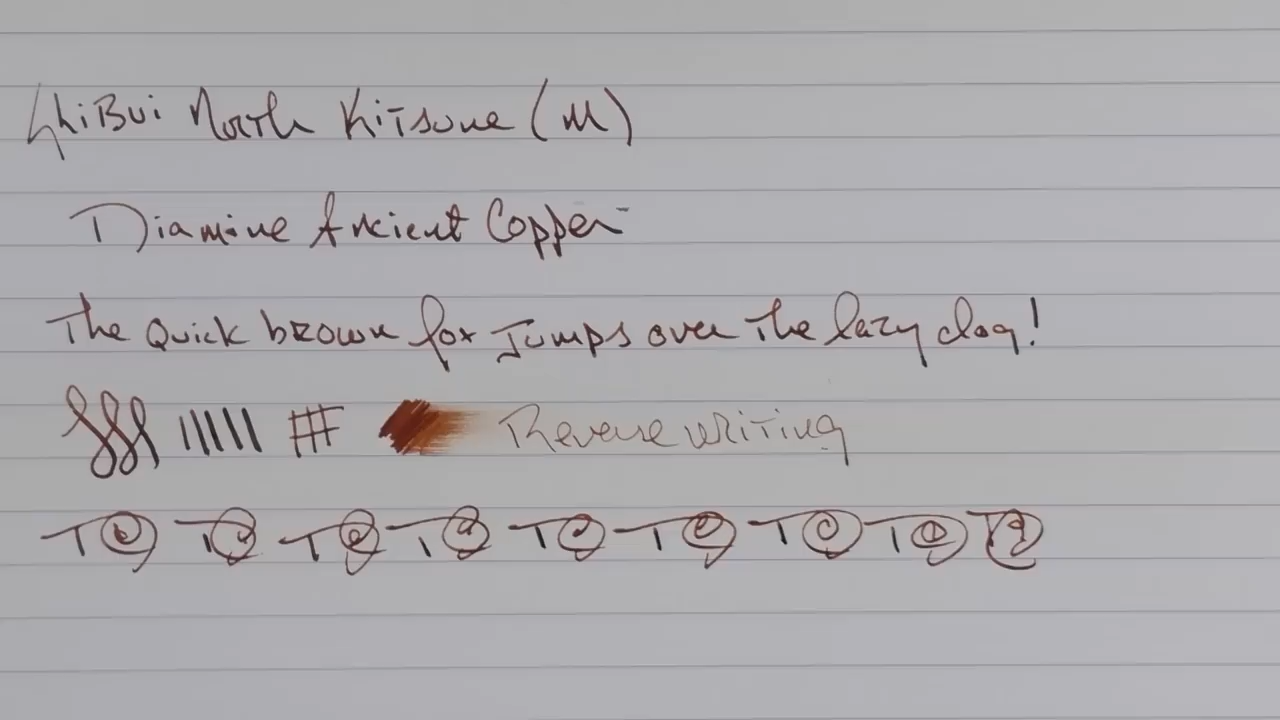 ShiBui North Kitsune (M)
Diamine Ancient Copper
The Quick brown fox Jumps over The lazy dog!
Reverse writing